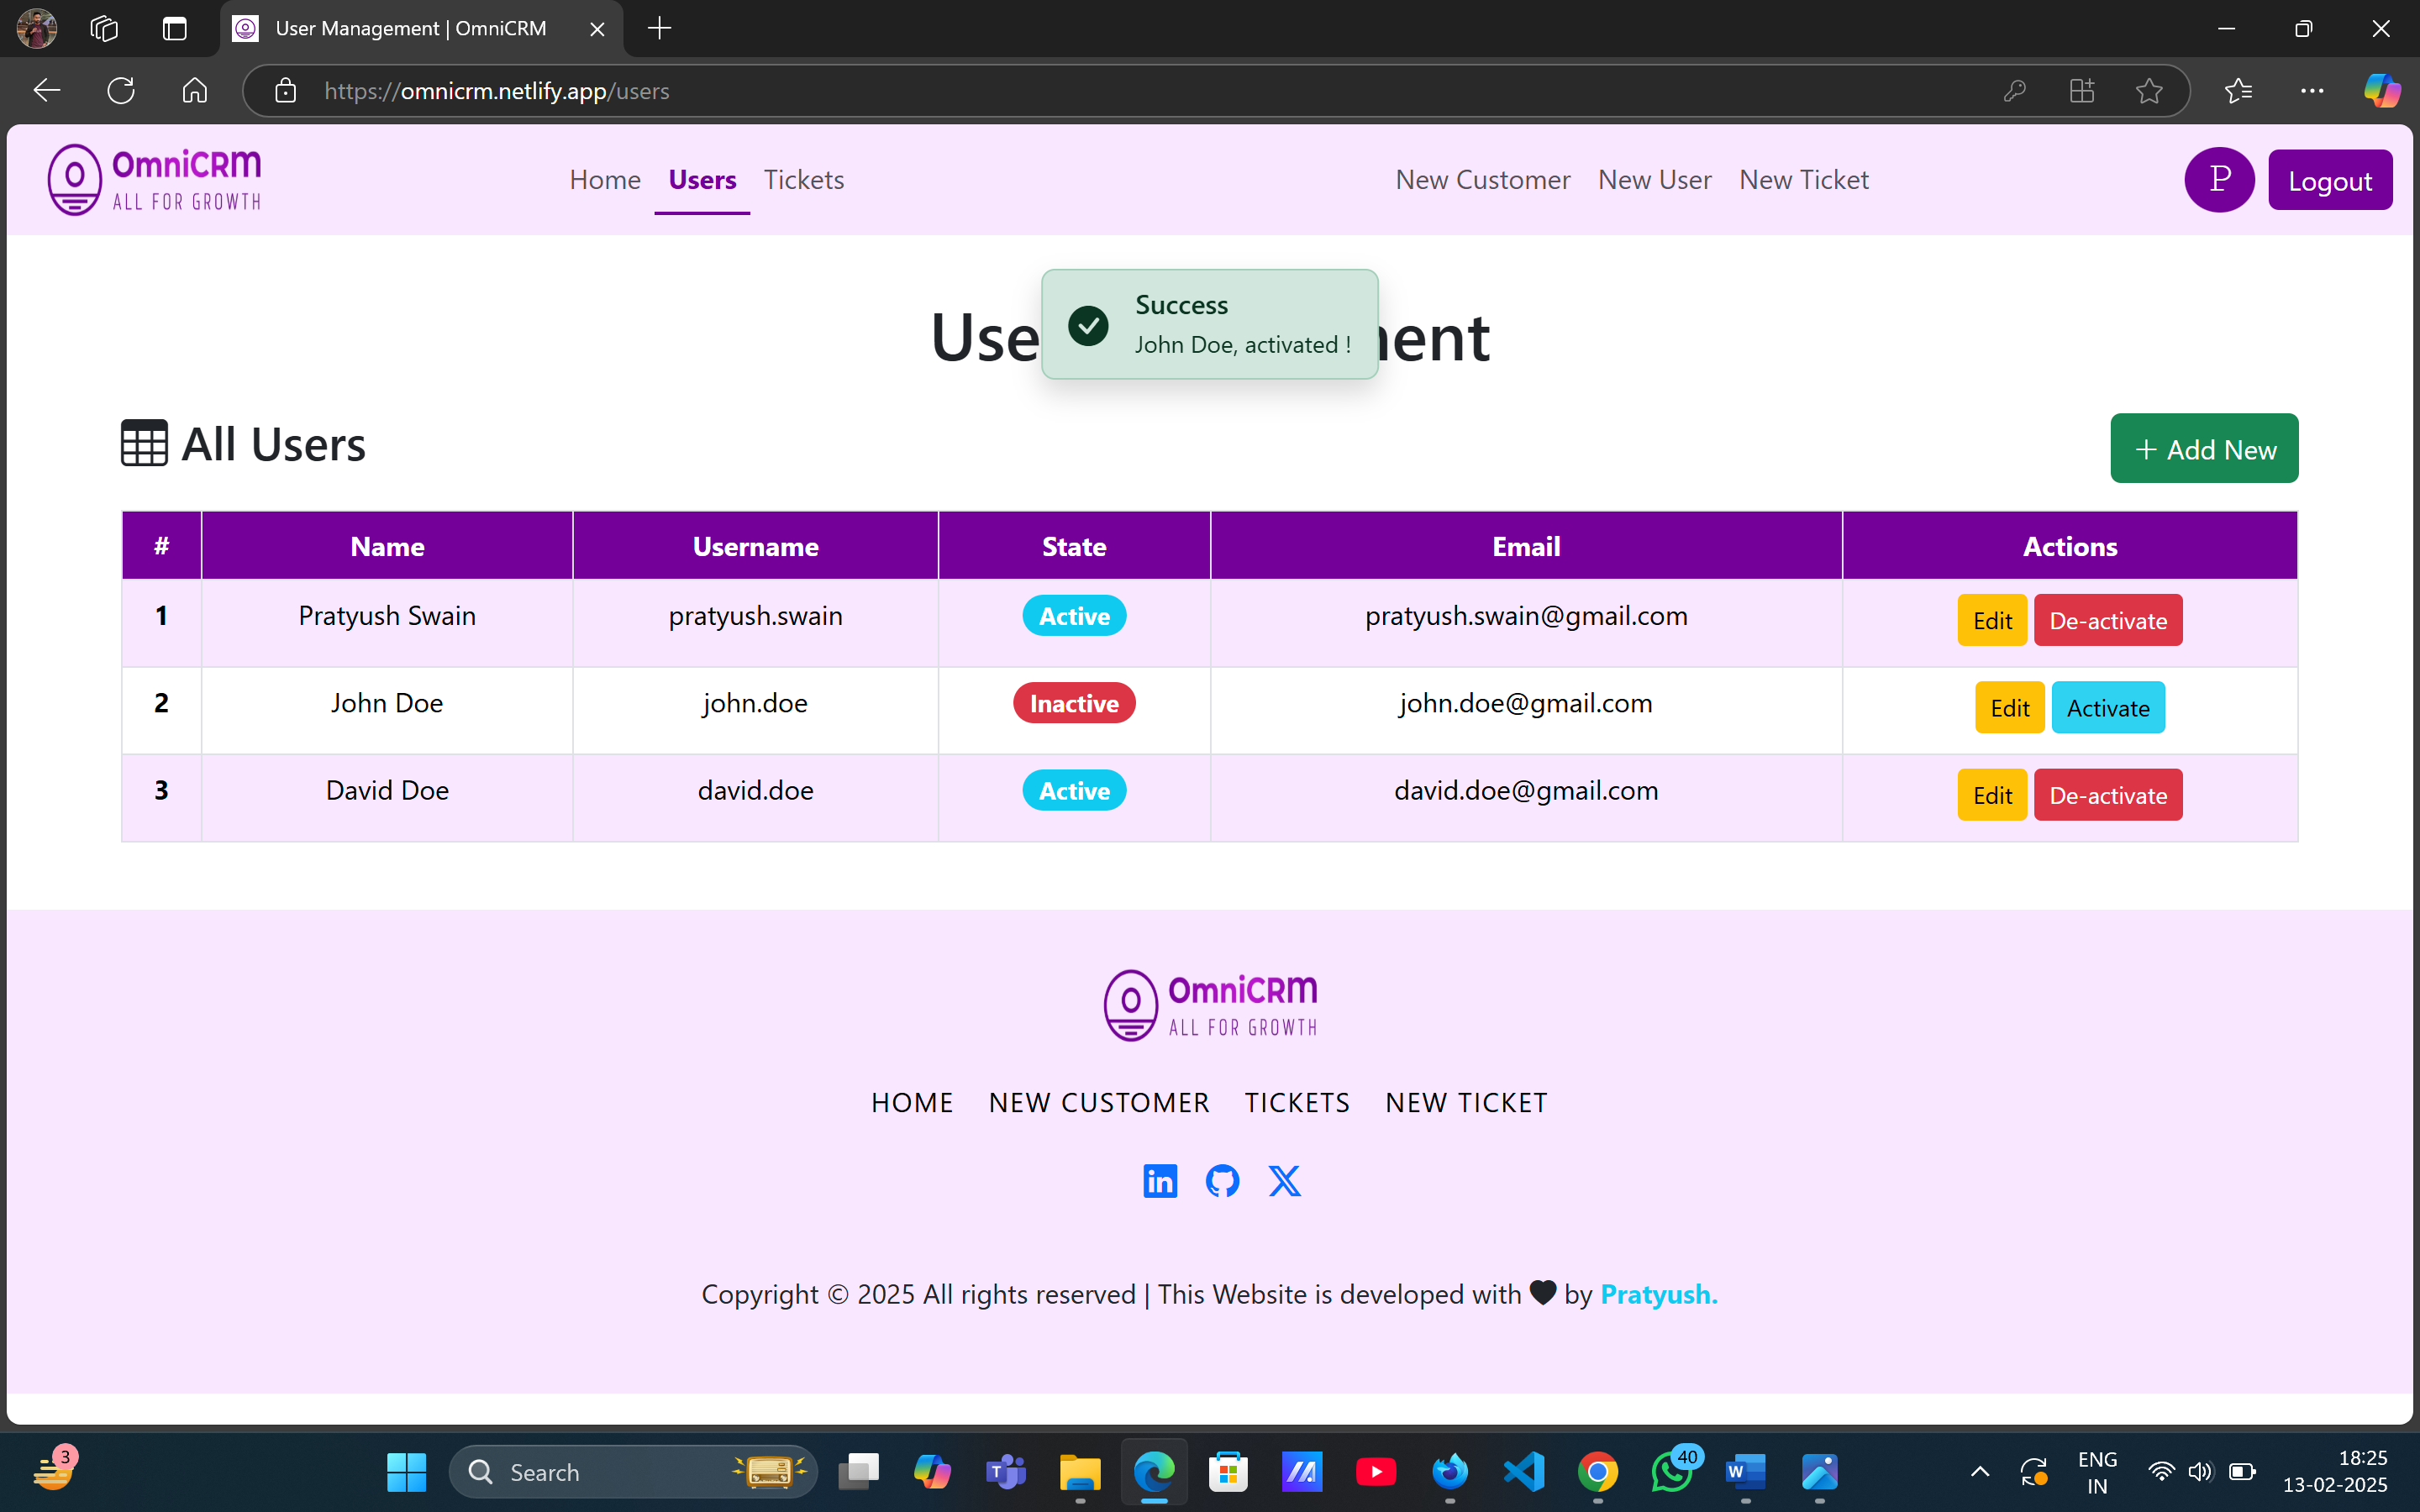 User Management | OmniCRM
https://omnicrm.netlify.app/users
OmniCRM
ALL FOR GROWTH
Home Users Tickets New Customer New User New Ticket P Logout
Success
John Doe, activated !
Use ent
All Users
+ Add New
# Name Username State Email Actions
1 Pratyush Swain pratyush.swain Active pratyush.swain@gmail.com Edit De-activate
2 John Doe john.doe Inactive john.doe@gmail.com Edit Activate
3 David Doe david.doe Active david.doe@gmail.com Edit De-activate
OmniCRM
ALL FOR GROWTH
HOME NEW CUSTOMER TICKETS NEW TICKET
Copyright © 2025 All rights reserved | This Website is developed with by Pratyush.
3
Search
40
ENG
IN
18:25
13-02-2025